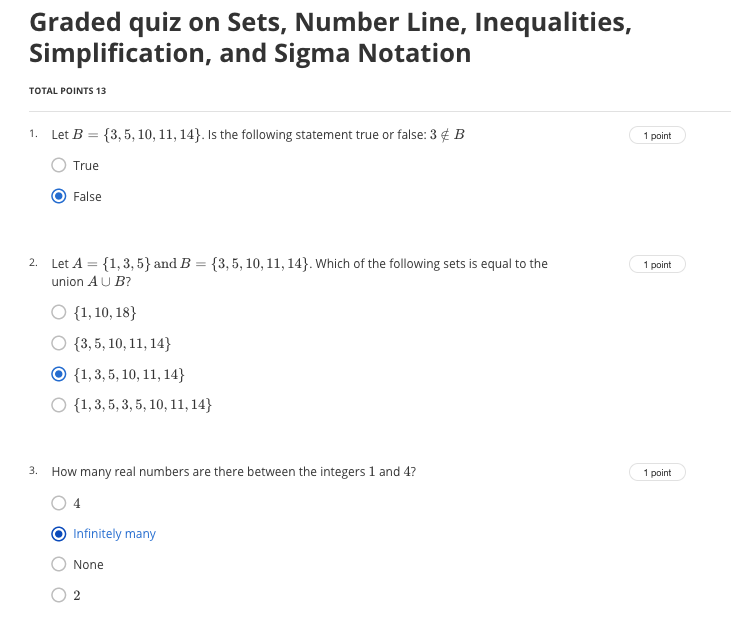 Graded quiz on Sets, Number Line, Inequalities,
Simplification, and Sigma Notation
TOTAL POINTS 13
1. Let B = {3, 5, 10, 11, 14}. Is the following statement true or false: 3 ∉ B
1 point
True
False
2. Let A = {1, 3, 5} and B = {3, 5, 10, 11, 14}. Which of the following sets is equal to the
union A ∪ B?
1 point
{1, 10, 18}
{3, 5, 10, 11, 14}
{1, 3, 5, 10, 11, 14}
{1, 3, 5, 3, 5, 10, 11, 14}
3. How many real numbers are there between the integers 1 and 4?
1 point
4
Infinitely many
None
2